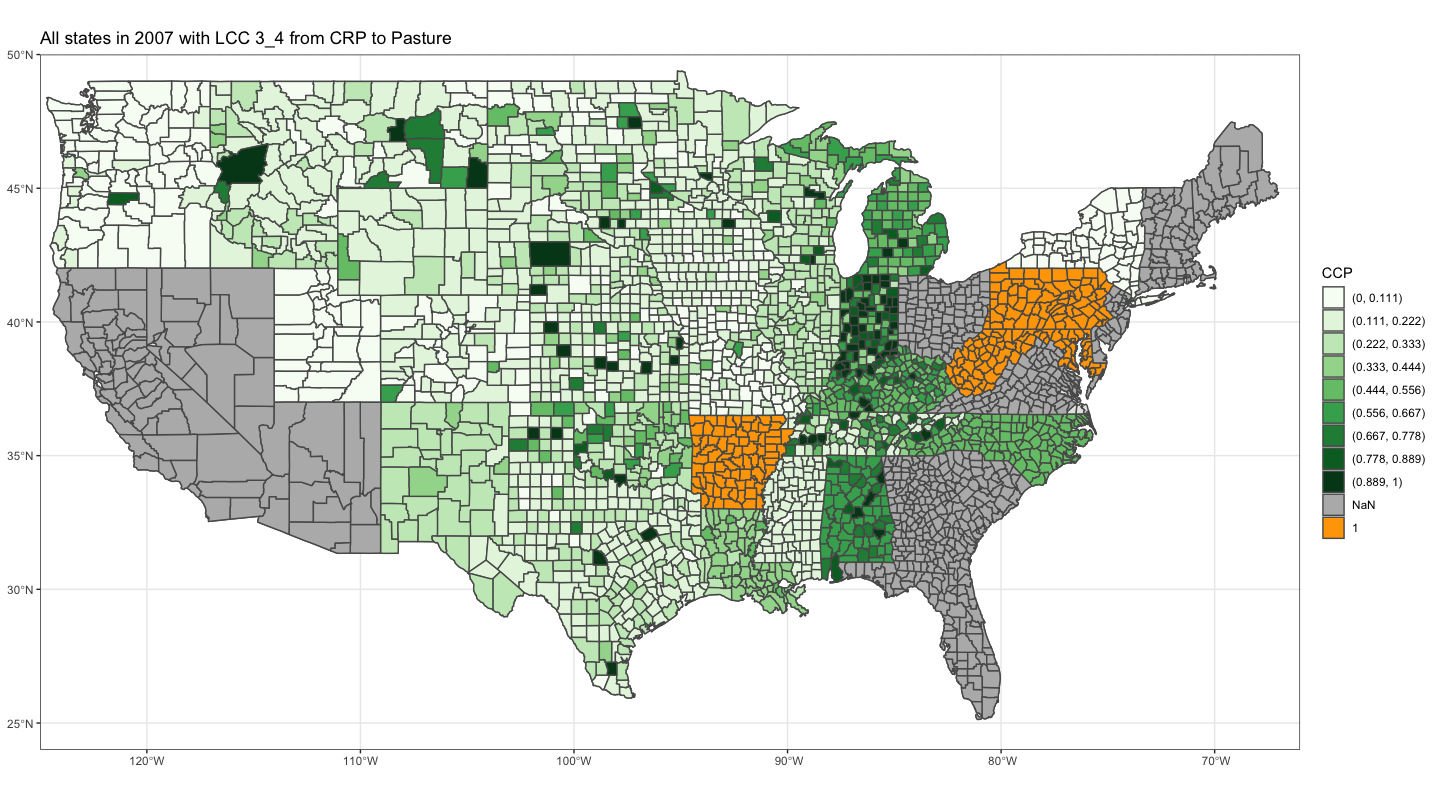 All states in 2007 with LCC 3_4 from CRP to Pasture
50°N
45°N
40°N
35°N
30°N
25°N
120°W 110°W 100°W 90°W 80°W 70°W
CCP
(0, 0.111)
(0.111, 0.222)
(0.222, 0.333)
(0.333, 0.444)
(0.444, 0.556)
(0.556, 0.667)
(0.667, 0.778)
(0.778, 0.889)
(0.889, 1)
NaN
1